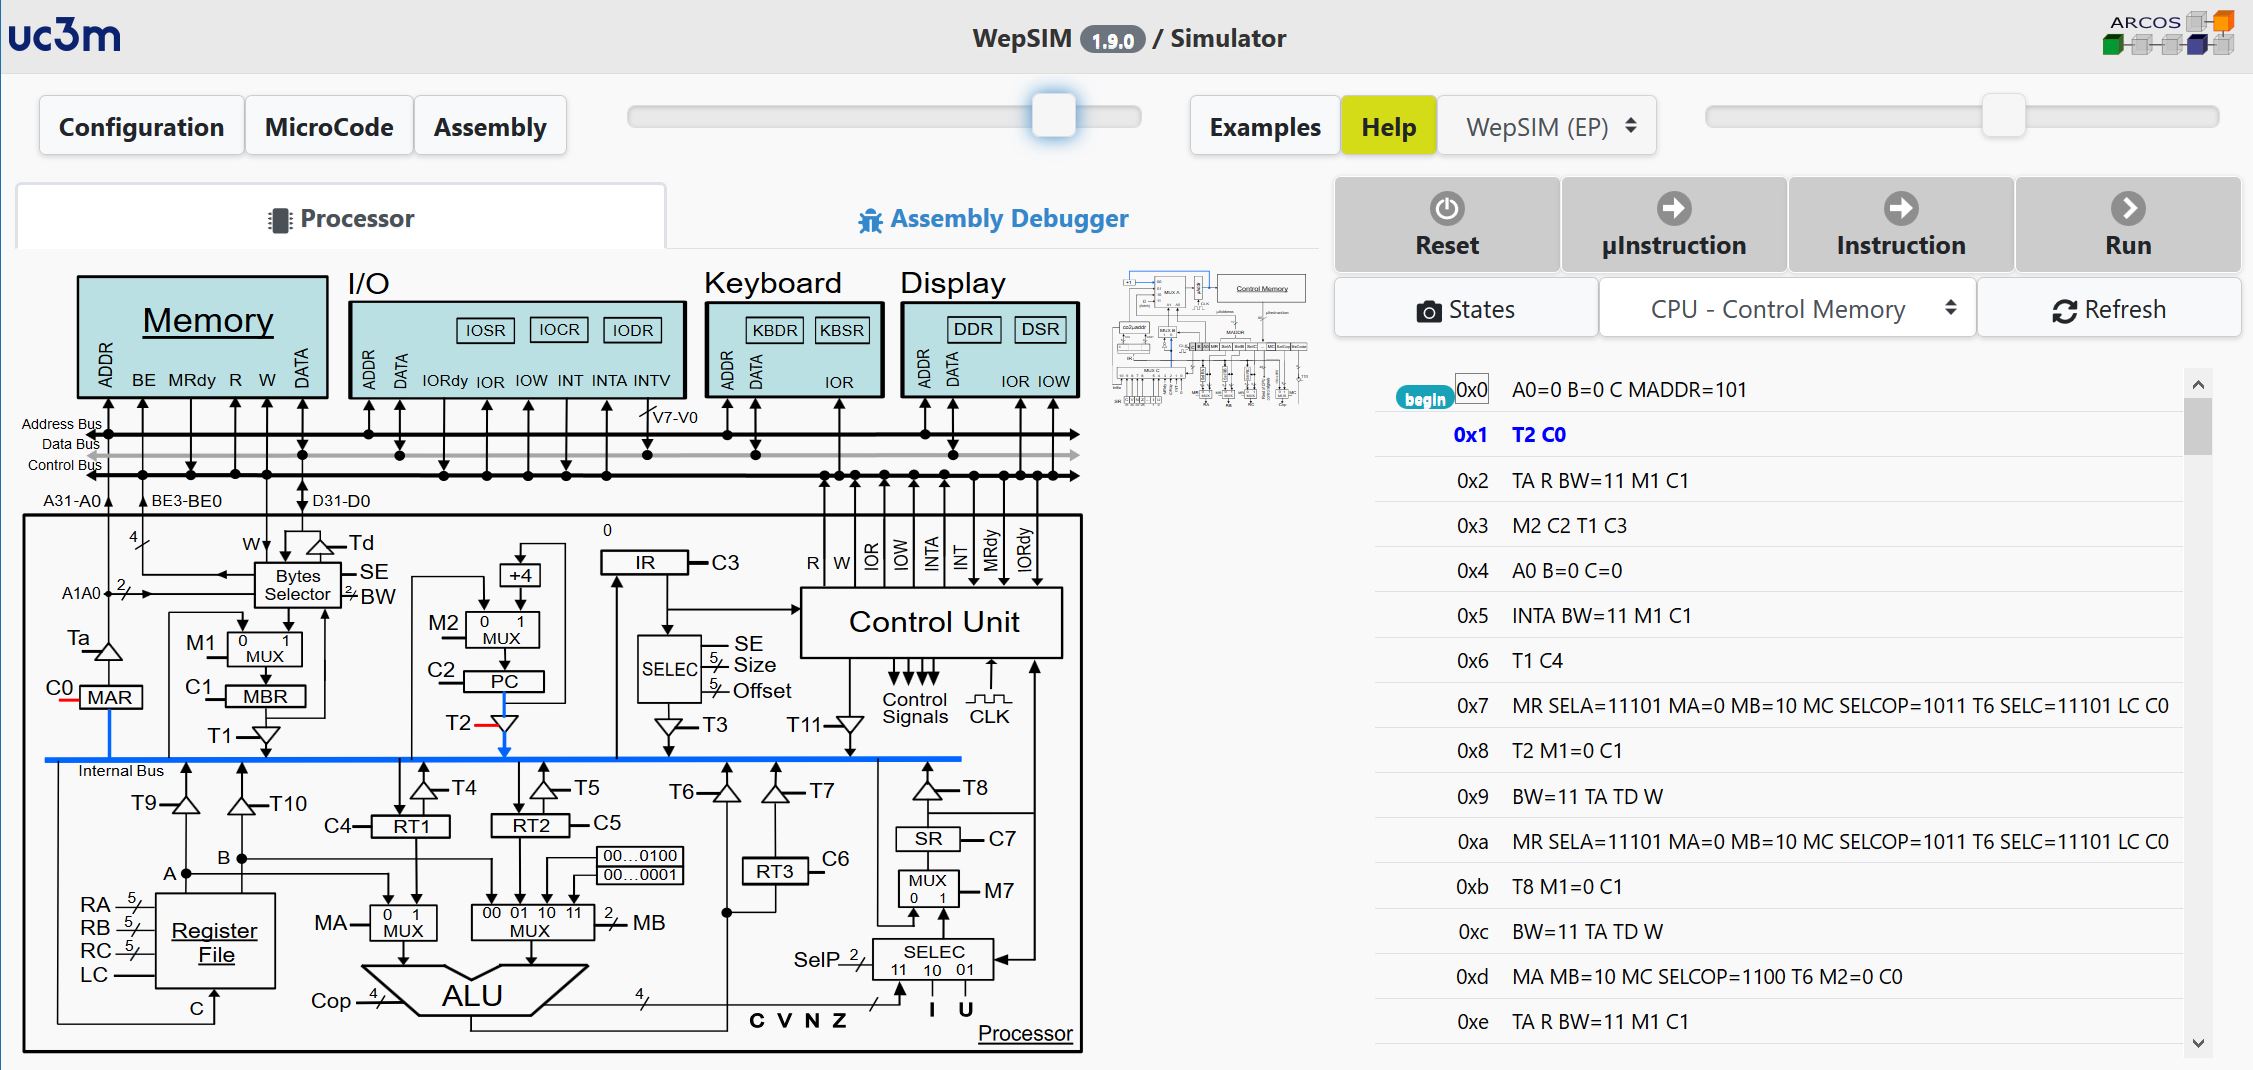 uc3m
WepSIM 1.9.0 / Simulator
ARCOS
Configuration MicroCode Assembly
Examples Help WepSIM (EP)
Processor
Assembly Debugger
Reset µInstruction Instruction Run
States CPU - Control Memory Refresh
Memory
ADDR BE MRdy R W DATA
I/O
IOSR IOCR IODR
ADDR DATA IORdy IOR IOW INT INTA INTV
Keyboard
KBDR KBSR
ADDR DATA IOR
Display
DDR DSR
ADDR DATA IOR IOW
V7-V0
Address Bus
Data Bus
Control Bus
A31-A0 BE3-BE0 D31-D0
4 W Td
Bytes
Selector
SE
2 BW
A1A0 2
Ta
M1 0 1
MUX
C0 MAR
C1 MBR
T1
+4
M2 0 1
MUX
C2 PC
T2
0
IR C3
SELEC
SE
5 Size
5 Offset
T3
R W IOR IOW INTA INT MRdy IORdy
Control Unit
Control
Signals
CLK
T11
Internal Bus
T9 T10 T4 T5 T6 T7 T8
C4 RT1
RT2 C5
00...0100
00...0001
RT3 C6
SR C7
MUX
0 1
M7
B
A
RA 5
RB 5
RC 5
LC
Register
File
C
MA 0 1
MUX
00 01 10 11
MUX
2 MB
SelP 2
SELEC
11 10 01
Cop 4
ALU
4
C V N Z
I U
Processor
Control Memory
MUX A
MUX B
MUX C
MADDR
begin 0x0 A0=0 B=0 C MADDR=101
0x1 T2 C0
0x2 TA R BW=11 M1 C1
0x3 M2 C2 T1 C3
0x4 A0 B=0 C=0
0x5 INTA BW=11 M1 C1
0x6 T1 C4
0x7 MR SELA=11101 MA=0 MB=10 MC SELCOP=1011 T6 SELC=11101 LC C0
0x8 T2 M1=0 C1
0x9 BW=11 TA TD W
0xa MR SELA=11101 MA=0 MB=10 MC SELCOP=1011 T6 SELC=11101 LC C0
0xb T8 M1=0 C1
0xc BW=11 TA TD W
0xd MA MB=10 MC SELCOP=1100 T6 M2=0 C0
0xe TA R BW=11 M1 C1